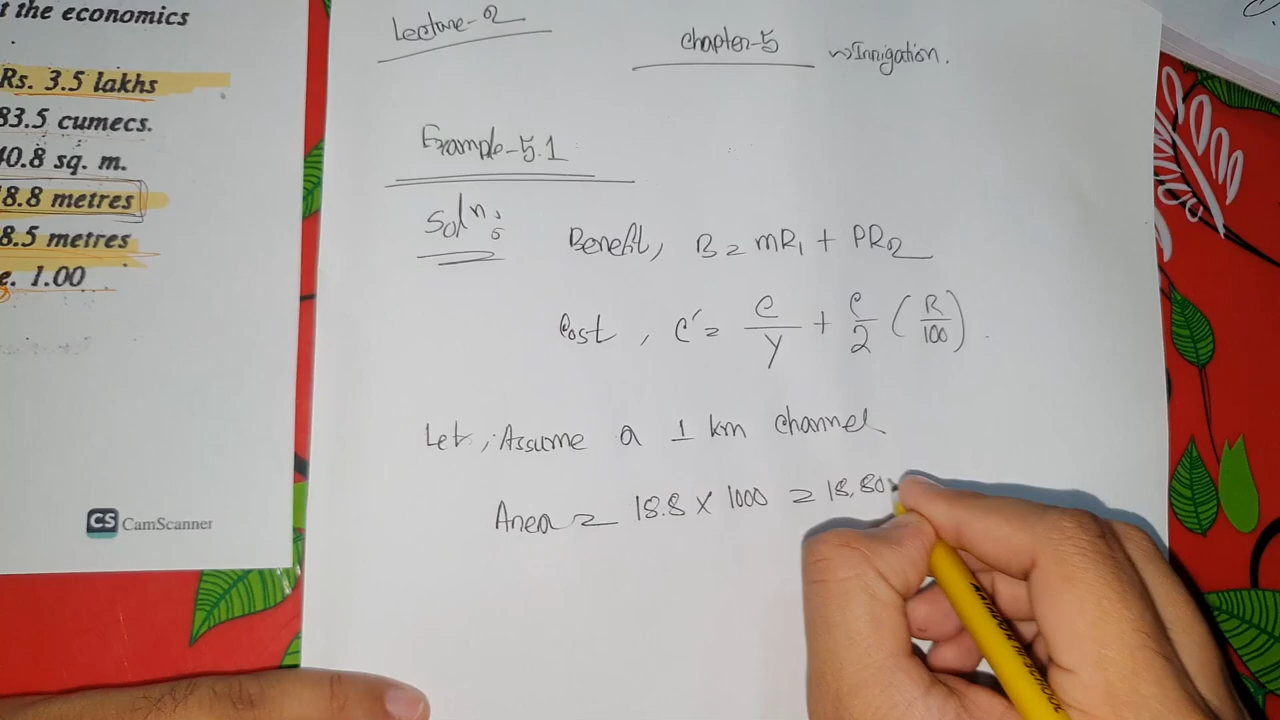 t the economics
Rs. 3.5 lakhs
83.5 cumecs.
40.8 sq. m.
8.8 metres
8.5 metres
e. 1.00
CS CamScanner
Lecture-2
Chapter-5 Irrigation.
Example-5.1
Soln:
Benefit, B = mR₁ + PR₂
Cost, C' = C/Y + C/2 (R/100)
Let, Assume a 1 km channel
Area = 18.8 × 1000 = 18,80